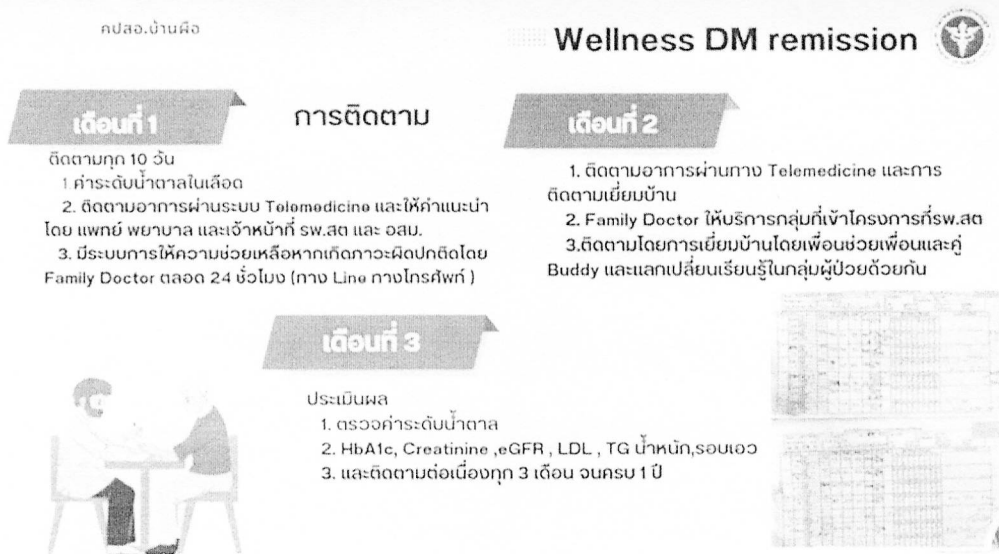 คปสอ.บ้านผือ
Wellness DM remission
เดือนที่ 1
การติดตาม
ติดตามทุก 10 วัน
1.ค่าระดับน้ำตาลในเลือด
2. ติดตามอาการผ่านระบบ Telemedicine และให้คำแนะนำ
โดย แพทย์ พยาบาล และเจ้าหน้าที่ รพ.สต และ อสม.
3. มีระบบการให้ความช่วยเหลือหากเกิดภาวะผิดปกติโดย
Family Doctor ตลอด 24 ชั่วโมง (ทาง Line ทางโทรศัพท์ )
เดือนที่ 2
1. ติดตามอาการผ่านทาง Telemedicine และการ
ติดตามเยี่ยมบ้าน
2. Family Doctor ให้บริการกลุ่มที่เข้าโครงการที่รพ.สต
3.ติดตามโดยการเยี่ยมบ้านโดยเพื่อนช่วยเพื่อนและคู่
Buddy และแลกเปลี่ยนเรียนรู้ในกลุ่มผู้ป่วยด้วยกัน
เดือนที่ 3
ประเมินผล
1. ตรวจค่าระดับน้ำตาล
2. HbA1c, Creatinine ,eGFR , LDL , TG น้ำหนัก,รอบเอว
3. และติดตามต่อเนื่องทุก 3 เดือน จนครบ 1 ปี